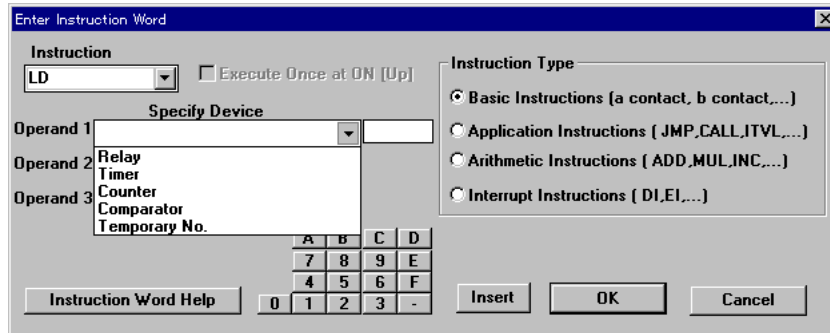 Enter Instruction Word
Instruction
LD
Execute Once at ON [Up]
Specify Device
Operand 1
Operand 2
Operand 3
Relay
Timer
Counter
Comparator
Temporary No.
A B C D
7 8 9 E
4 5 6 F
0 1 2 3 -
Instruction Word Help
Instruction Type
Basic Instructions (a contact, b contact,...)
Application Instructions ( JMP,CALL,ITVL,...)
Arithmetic Instructions ( ADD,MUL,INC,...)
Interrupt Instructions ( DI,EI,...)
Insert
OK
Cancel